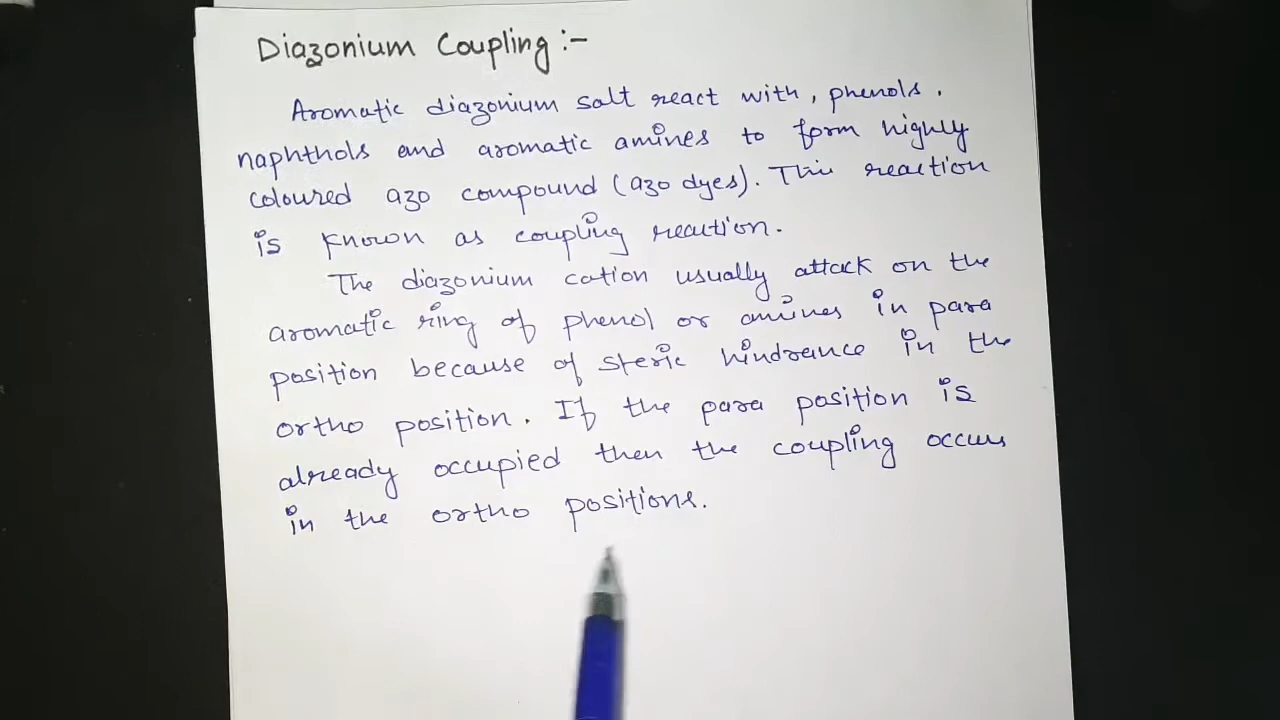 Diazonium Coupling :-
Aromatic diazonium salt react with, phenols,
naphthols and aromatic amines to form highly
coloured azo compound (azo dyes). This reaction
is known as coupling reaction.
The diazonium cation usually attack on the
aromatic ring of phenol or amines in para
position because of steric hindrance in the
ortho position. If the para position is
already occupied then the coupling occurs
in the ortho positions.